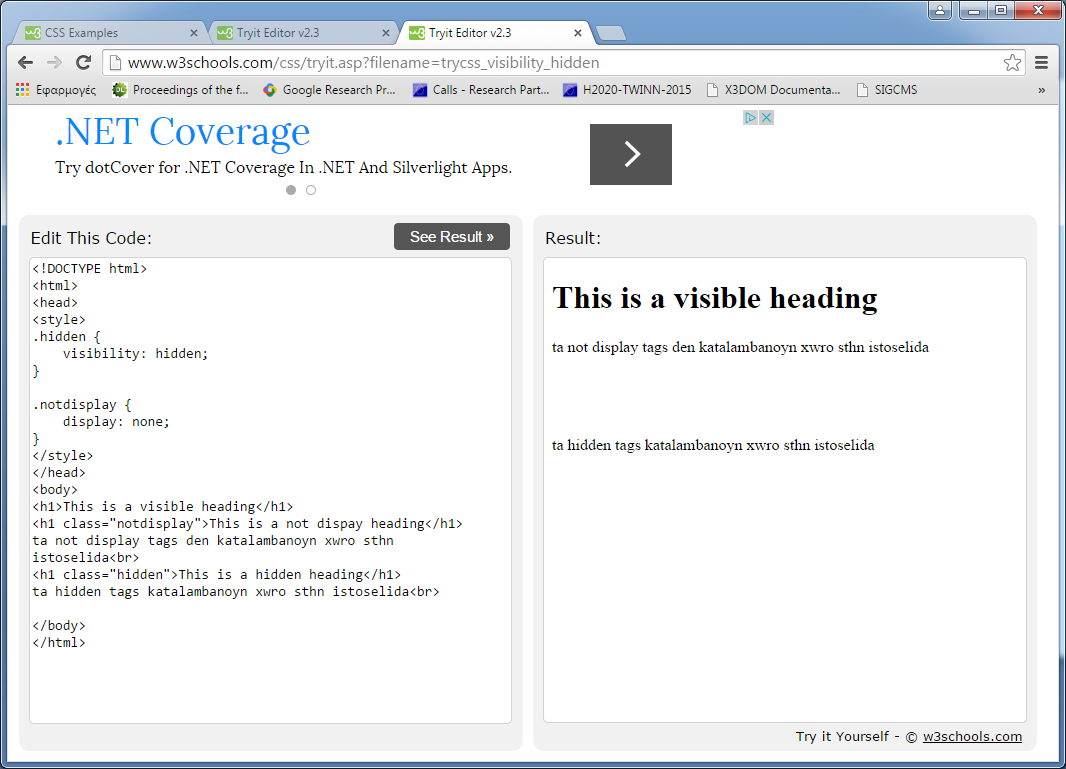 CSS Examples
Tryit Editor v2.3
Tryit Editor v2.3
www.w3schools.com/css/tryit.asp?filename=trycss_visibility_hidden
Εφαρμογές
Proceedings of the f...
Google Research Pr...
Calls - Research Part...
H2020-TWINN-2015
X3DOM Documenta...
SIGCMS
»
.NET Coverage
Try dotCover for .NET Coverage In .NET And Silverlight Apps.
Edit This Code:
See Result »
<!DOCTYPE html>
<html>
<head>
<style>
.hidden {
    visibility: hidden;
}

.notdisplay {
    display: none;
}
</style>
</head>
<body>
<h1>This is a visible heading</h1>
<h1 class="notdisplay">This is a not dispay heading</h1>
ta not display tags den katalambanoyn xwro sthn
istoselida<br>
<h1 class="hidden">This is a hidden heading</h1>
ta hidden tags katalambanoyn xwro sthn istoselida<br>

</body>
</html>
Result:
This is a visible heading
ta not display tags den katalambanoyn xwro sthn istoselida
ta hidden tags katalambanoyn xwro sthn istoselida
Try it Yourself - © w3schools.com